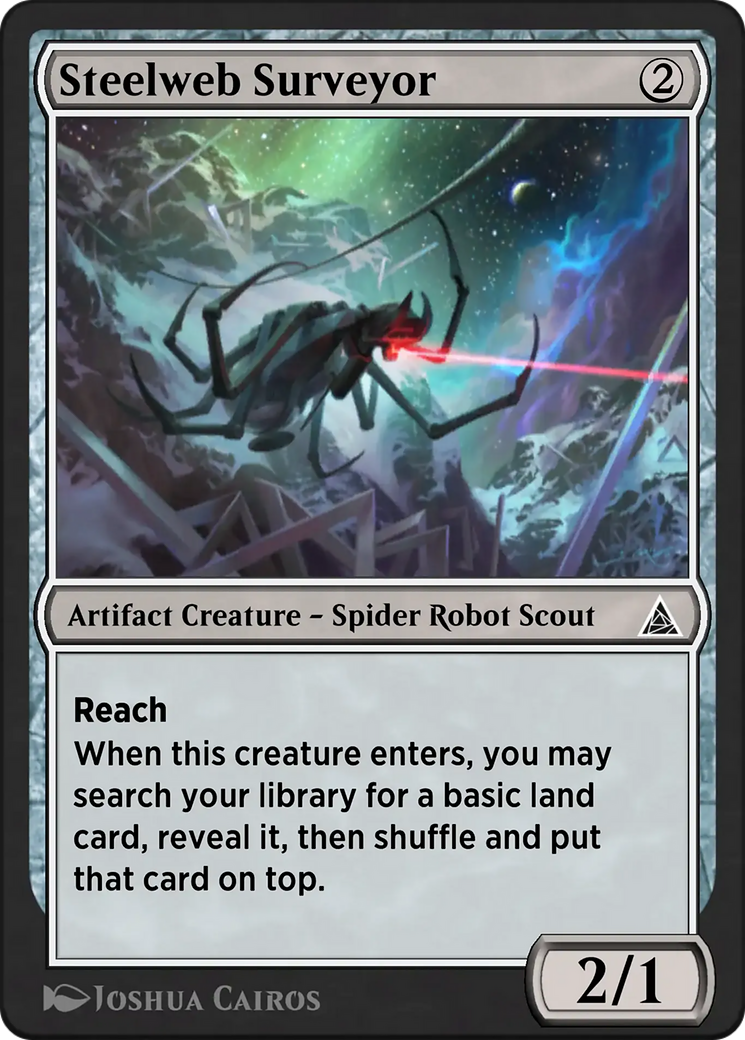 Steelweb Surveyor 2
Artifact Creature – Spider Robot Scout
Reach
When this creature enters, you may
search your library for a basic land
card, reveal it, then shuffle and put
that card on top.
2/1
Joshua Cairos